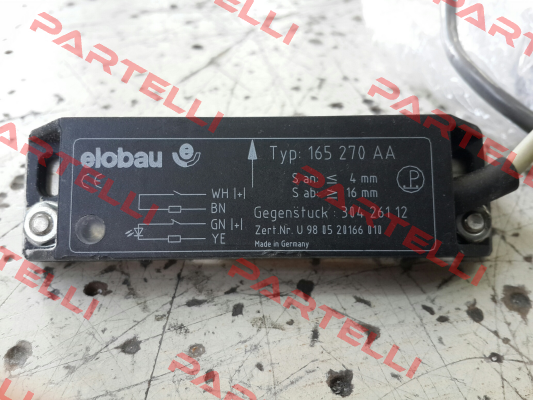 elobau
Typ: 165 270 AA
CE
S an: ≤ 4 mm
S ab: ≥ 16 mm
WH |+|
BN
GN |+|
YE
Gegenstück : 304 261 12
Zert.Nr. U 98 05 20166 010
Made in Germany
PARTELLI
PARTELLI
PARTELLI
PARTELLI
PARTELLI
PARTELLI
PARTELLI